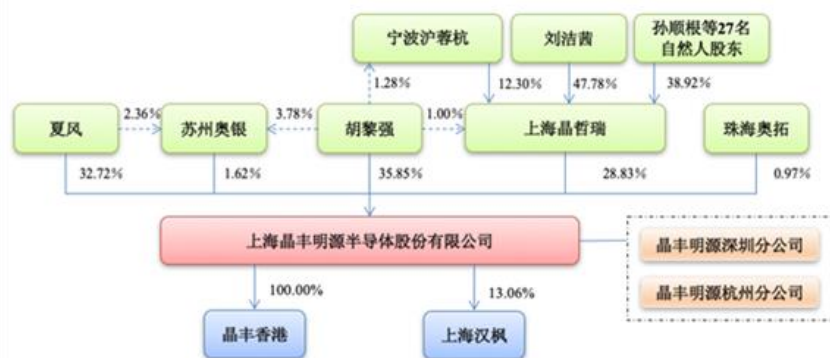 宁波沪蓉杭
刘洁茜
孙顺根等27名
自然人股东
1.28%
12.30%
47.78%
38.92%
夏风
2.36%
苏州奥银
3.78%
胡黎强
1.00%
上海晶哲瑞
珠海奥拓
32.72%
1.62%
35.85%
28.83%
0.97%
上海晶丰明源半导体股份有限公司
晶丰明源深圳分公司
晶丰明源杭州分公司
100.00%
13.06%
晶丰香港
上海汉枫